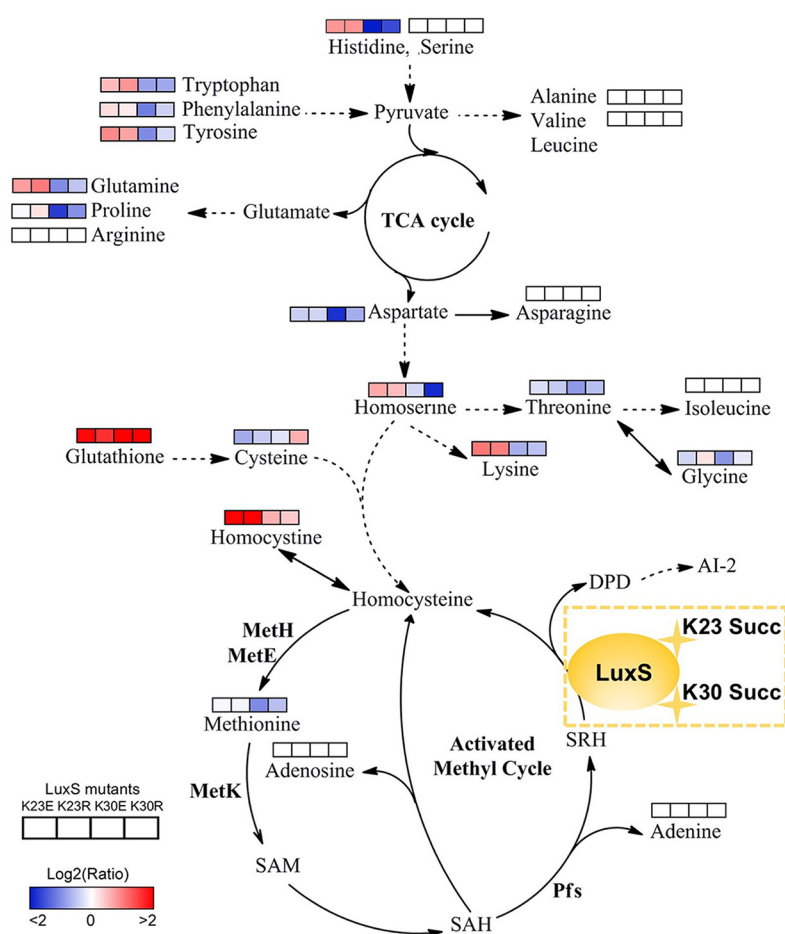 Histidine, Serine
Tryptophan
Phenylalanine
Tyrosine
Pyruvate
Alanine
Valine
Leucine
Glutamine
Proline
Arginine
Glutamate
TCA cycle
Aspartate
Asparagine
Homoserine
Threonine
Isoleucine
Glutathione
Cysteine
Lysine
Glycine
Homocystine
Homocysteine
DPD
AI-2
MetH
MetE
LuxS
K23 Succ
K30 Succ
Methionine
SRH
Activated
Methyl Cycle
Adenosine
MetK
LuxS mutants
K23E K23R K30E K30R
Adenine
SAM
Log2(Ratio)
<2 0 >2
Pfs
SAH